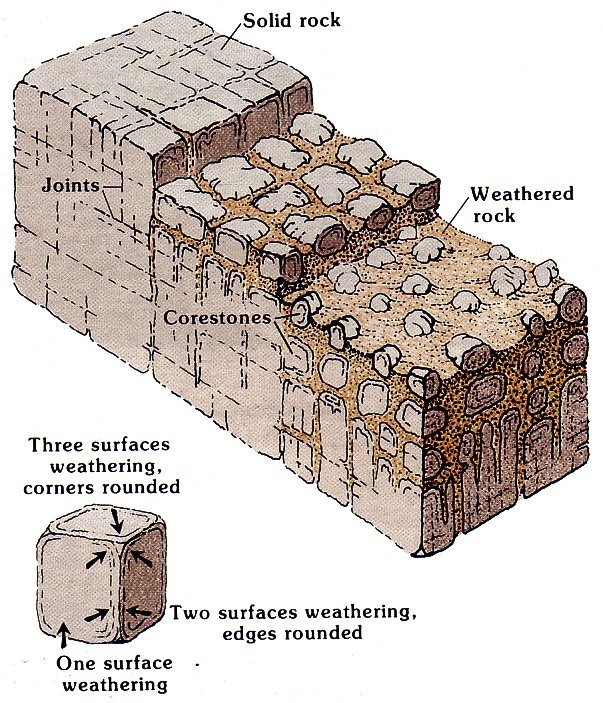 Solid rock
Joints
Weathered
rock
Corestones
Three surfaces
weathering,
corners rounded
Two surfaces weathering,
edges rounded
One surface
weathering